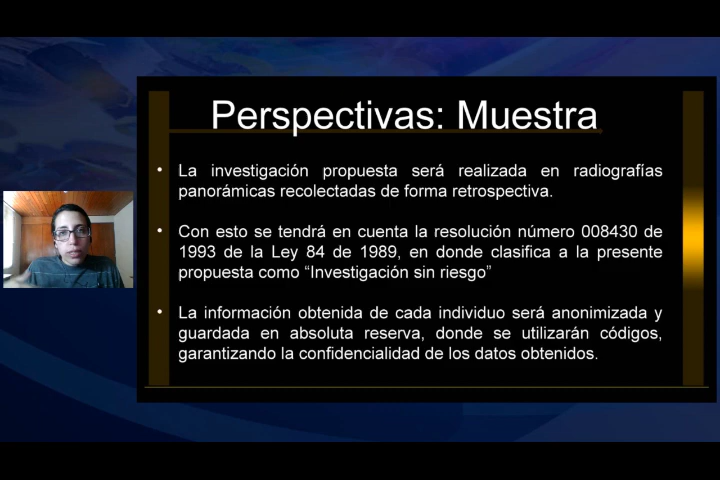 Perspectivas: Muestra
• La investigación propuesta será realizada en radiografías
panorámicas recolectadas de forma retrospectiva.
• Con esto se tendrá en cuenta la resolución número 008430 de
1993 de la Ley 84 de 1989, en donde clasifica a la presente
propuesta como “Investigación sin riesgo”
• La información obtenida de cada individuo será anonimizada y
guardada en absoluta reserva, donde se utilizarán códigos,
garantizando la confidencialidad de los datos obtenidos.